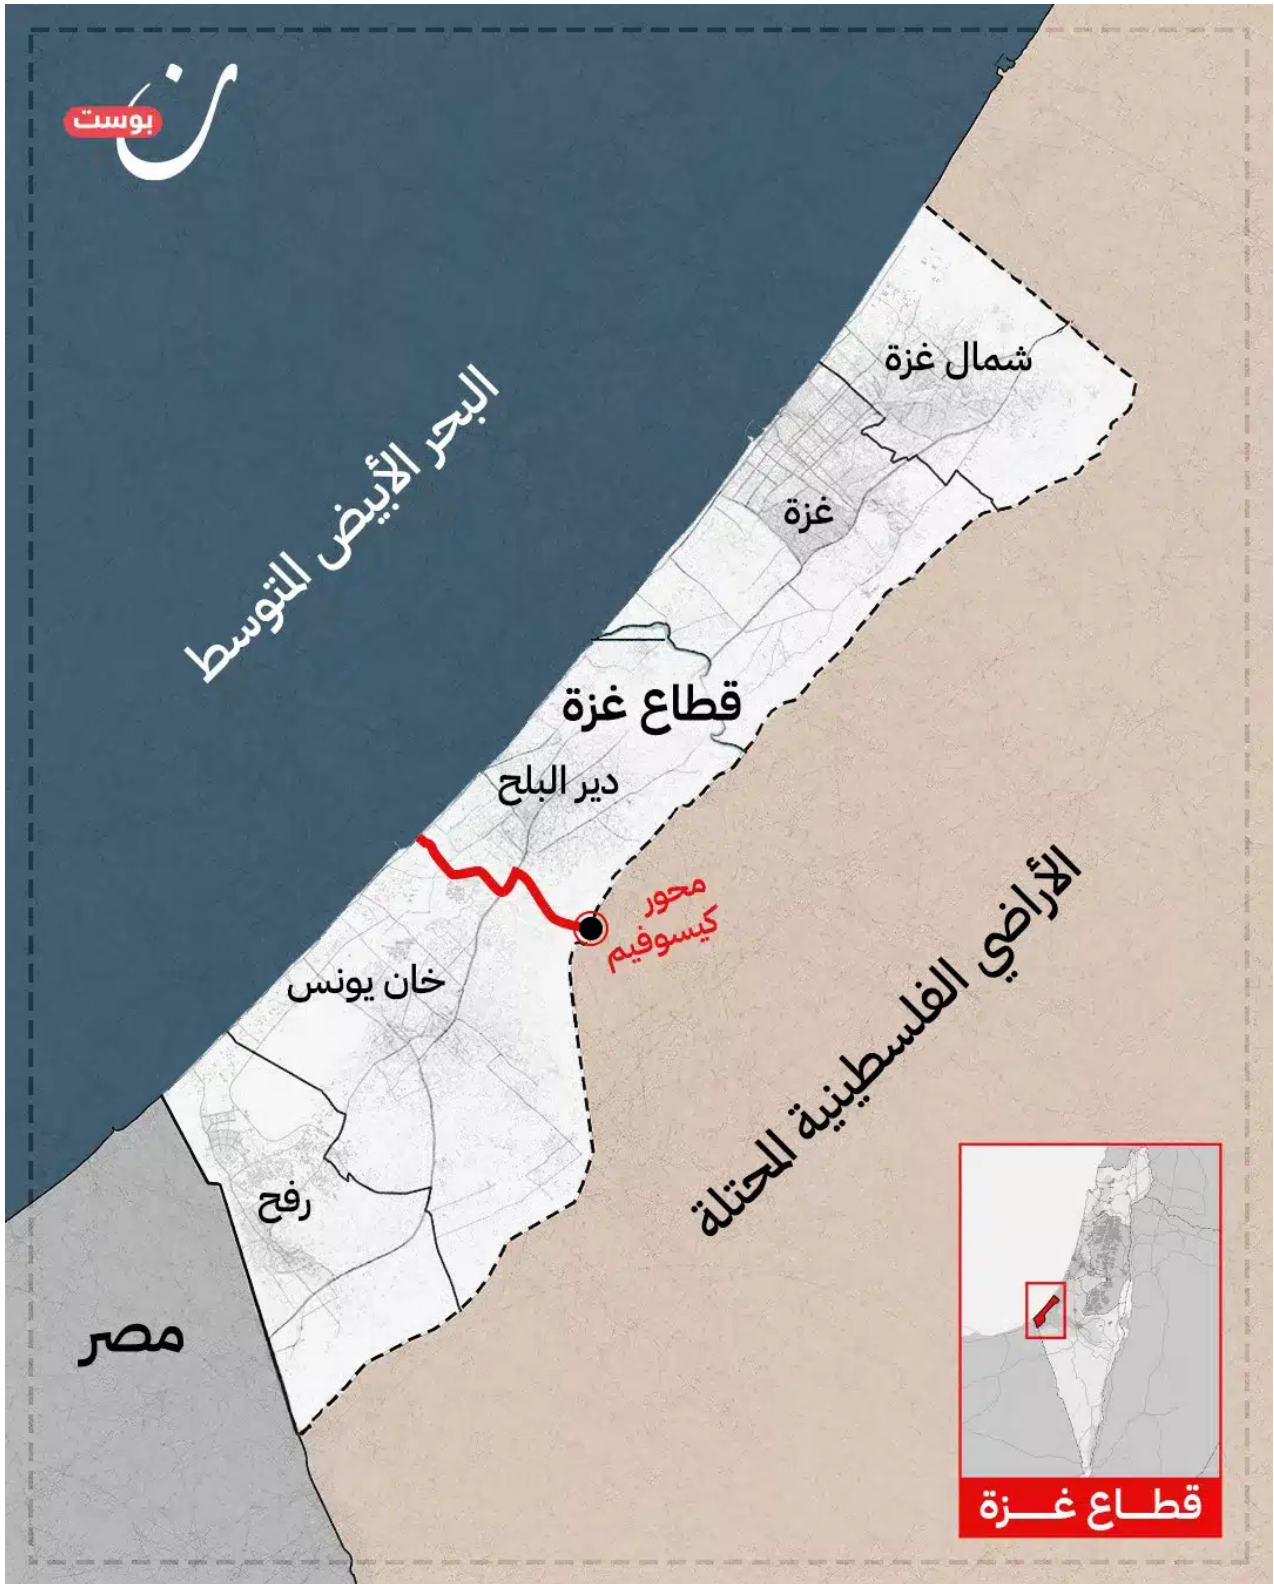 ن
بوست
شمال غزة
البحر الأبيض المتوسط
غزة
قطاع غزة
دير البلح
محور
كيسوفيم
خان يونس
الأراضي الفلسطينية المحتلة
رفح
مصر
قطاع غزة